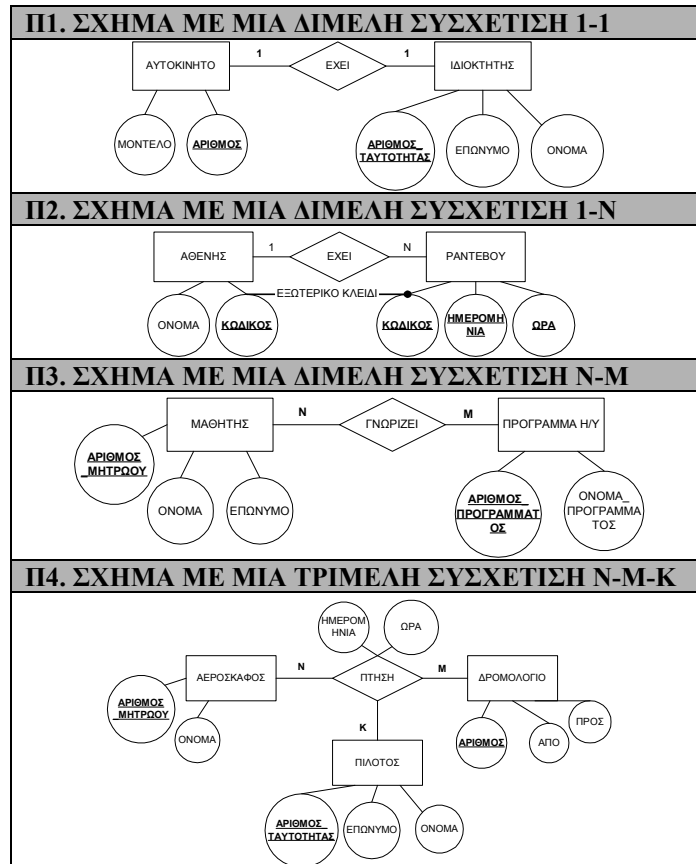 Π1. ΣΧΗΜΑ ΜΕ ΜΙΑ ΔΙΜΕΛΗ ΣΥΣΧΕΤΙΣΗ 1-1
ΑΥΤΟΚΙΝΗΤΟ
1
ΕΧΕΙ
1
ΙΔΙΟΚΤΗΤΗΣ
ΜΟΝΤΕΛΟ
ΑΡΙΘΜΟΣ
ΑΡΙΘΜΟΣ_
ΤΑΥΤΟΤΗΤΑΣ
ΕΠΩΝΥΜΟ
ΟΝΟΜΑ
Π2. ΣΧΗΜΑ ΜΕ ΜΙΑ ΔΙΜΕΛΗ ΣΥΣΧΕΤΙΣΗ 1-Ν
ΑΘΕΝΗΣ
1
ΕΧΕΙ
Ν
ΡΑΝΤΕΒΟΥ
ΕΞΩΤΕΡΙΚΟ ΚΛΕΙΔΙ
ΟΝΟΜΑ
ΚΩΔΙΚΟΣ
ΚΩΔΙΚΟΣ
ΗΜΕΡΟΜΗ
ΝΙΑ
ΩΡΑ
Π3. ΣΧΗΜΑ ΜΕ ΜΙΑ ΔΙΜΕΛΗ ΣΥΣΧΕΤΙΣΗ Ν-Μ
ΜΑΘΗΤΗΣ
Ν
ΓΝΩΡΙΖΕΙ
Μ
ΠΡΟΓΡΑΜΜΑ Η/Υ
ΑΡΙΘΜΟΣ
_ΜΗΤΡΩΟΥ
ΟΝΟΜΑ
ΕΠΩΝΥΜΟ
ΑΡΙΘΜΟΣ_
ΠΡΟΓΡΑΜΜΑΤ
ΟΣ
ΟΝΟΜΑ_
ΠΡΟΓΡΑΜΜΑ
ΤΟΣ
Π4. ΣΧΗΜΑ ΜΕ ΜΙΑ ΤΡΙΜΕΛΗ ΣΥΣΧΕΤΙΣΗ Ν-Μ-Κ
ΗΜΕΡΟΜ
ΗΝΙΑ
ΩΡΑ
ΑΕΡΟΣΚΑΦΟΣ
Ν
ΠΤΗΣΗ
Μ
ΔΡΟΜΟΛΟΓΙΟ
ΑΡΙΘΜΟΣ
_ΜΗΤΡΩΟΥ
ΟΝΟΜΑ
Κ
ΑΡΙΘΜΟΣ
ΑΠΟ
ΠΡΟΣ
ΠΙΛΟΤΟΣ
ΑΡΙΘΜΟΣ_
ΤΑΥΤΟΤΗΤΑΣ
ΕΠΩΝΥΜΟ
ΟΝΟΜΑ